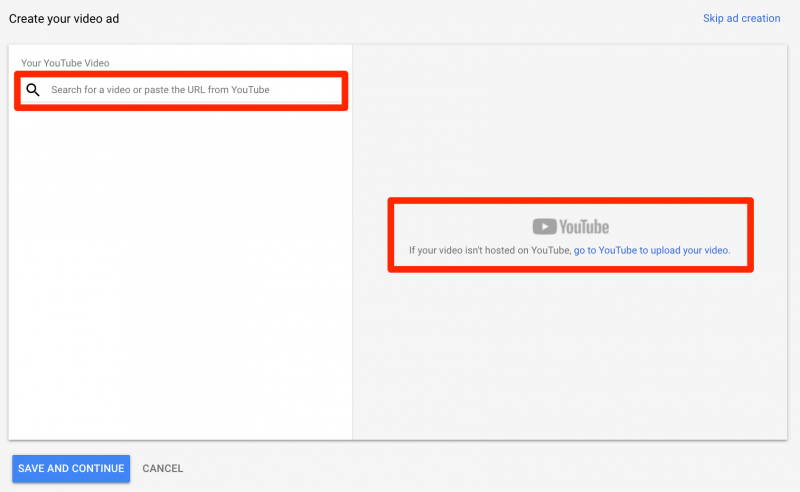 Create your video ad
Skip ad creation
Your YouTube Video
Search for a video or paste the URL from YouTube
YouTube
If your video isn't hosted on YouTube, go to YouTube to upload your video.
SAVE AND CONTINUE
CANCEL